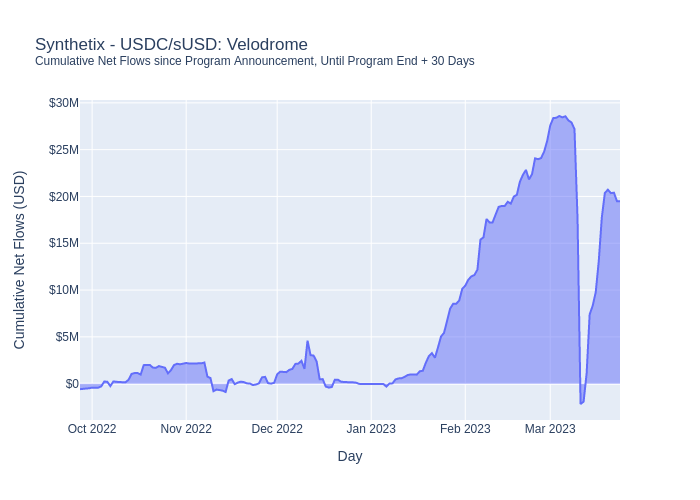 Synthetix - USDC/sUSD: Velodrome
Cumulative Net Flows since Program Announcement, Until Program End + 30 Days
Cumulative Net Flows (USD)
$30M
$25M
$20M
$15M
$10M
$5M
$0
Oct 2022 Nov 2022 Dec 2022 Jan 2023 Feb 2023 Mar 2023
Day